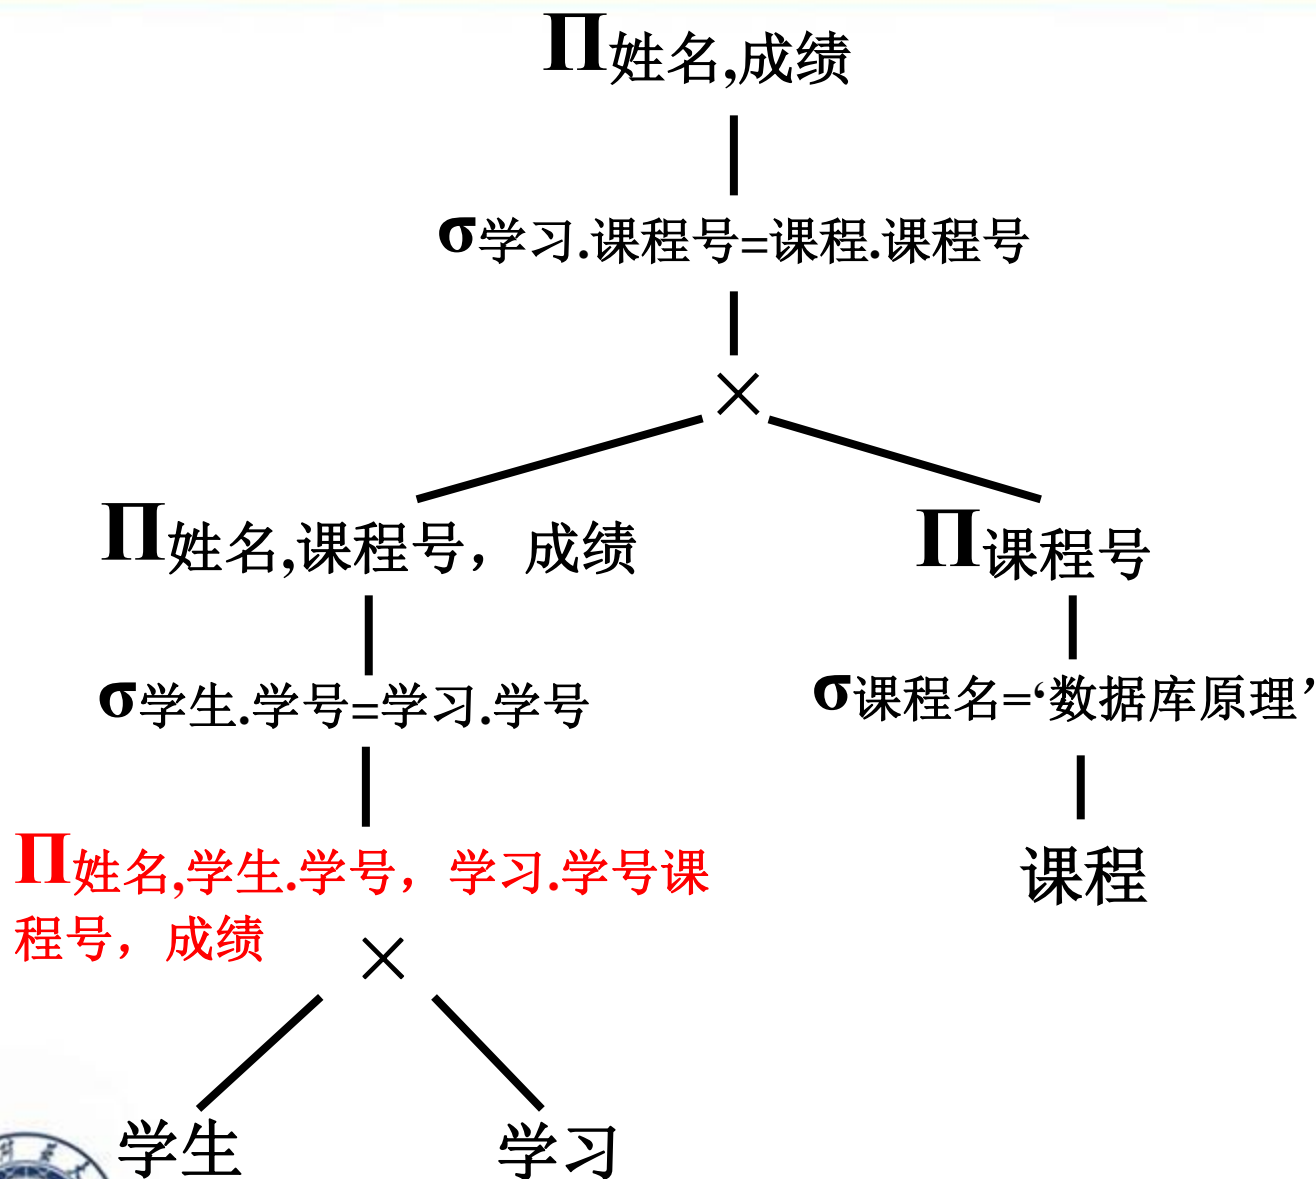 Π姓名,成绩
σ学习.课程号=课程.课程号
×
Π姓名,课程号，成绩
Π课程号
σ学生.学号=学习.学号
σ课程名=‘数据库原理’
Π姓名,学生.学号，学习.学号课
程号，成绩
课程
×
学生
学习